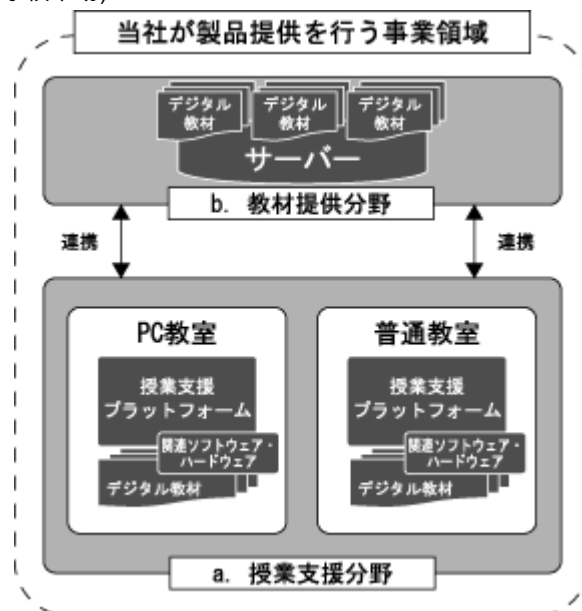 当社が製品提供を行う事業領域
デジタル
教材
デジタル
教材
デジタル
教材
サーバー
b. 教材提供分野
連携
連携
PC教室
授業支援
プラットフォーム
関連ソフトウェア・
ハードウェア
デジタル教材
普通教室
授業支援
プラットフォーム
関連ソフトウェア・
ハードウェア
デジタル教材
a. 授業支援分野